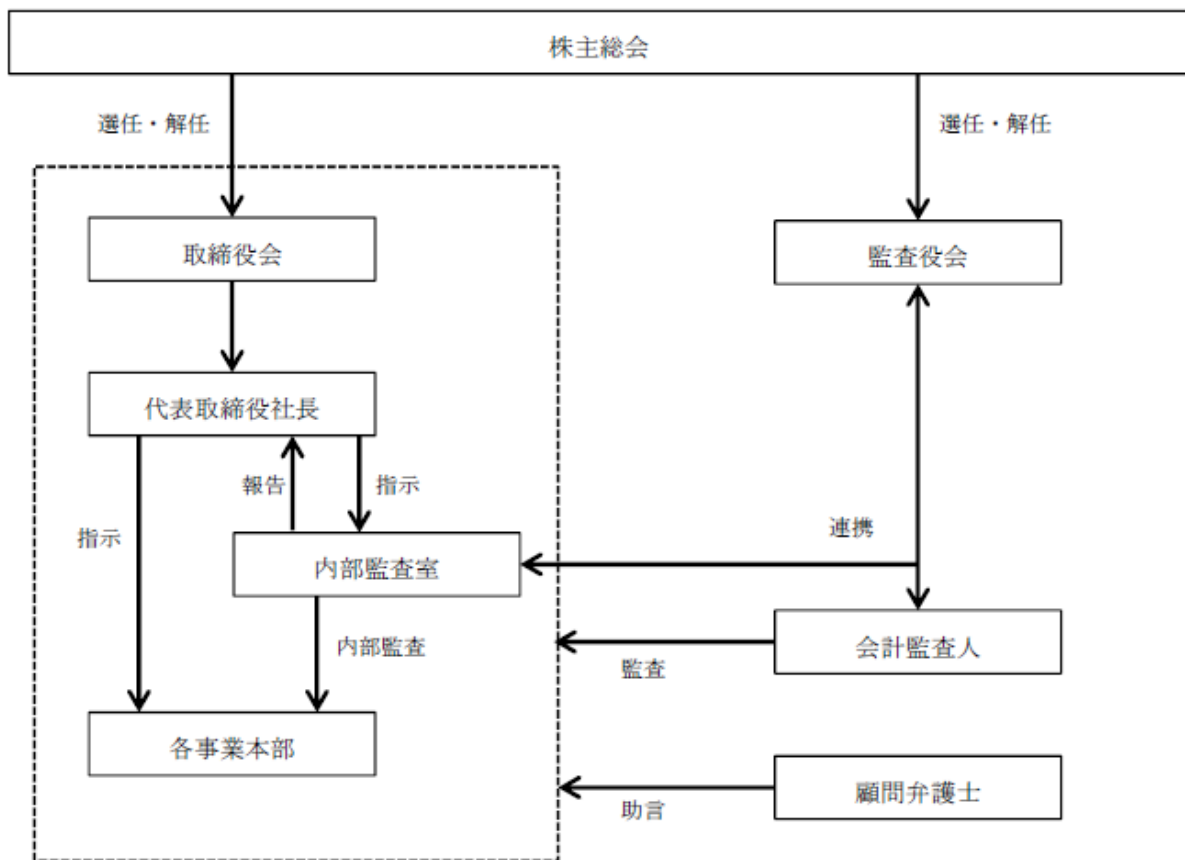 株主総会
選任・解任
選任・解任
取締役会
監査役会
代表取締役社長
報告
指示
指示
連携
内部監査室
内部監査
会計監査人
監査
各事業本部
顧問弁護士
助言